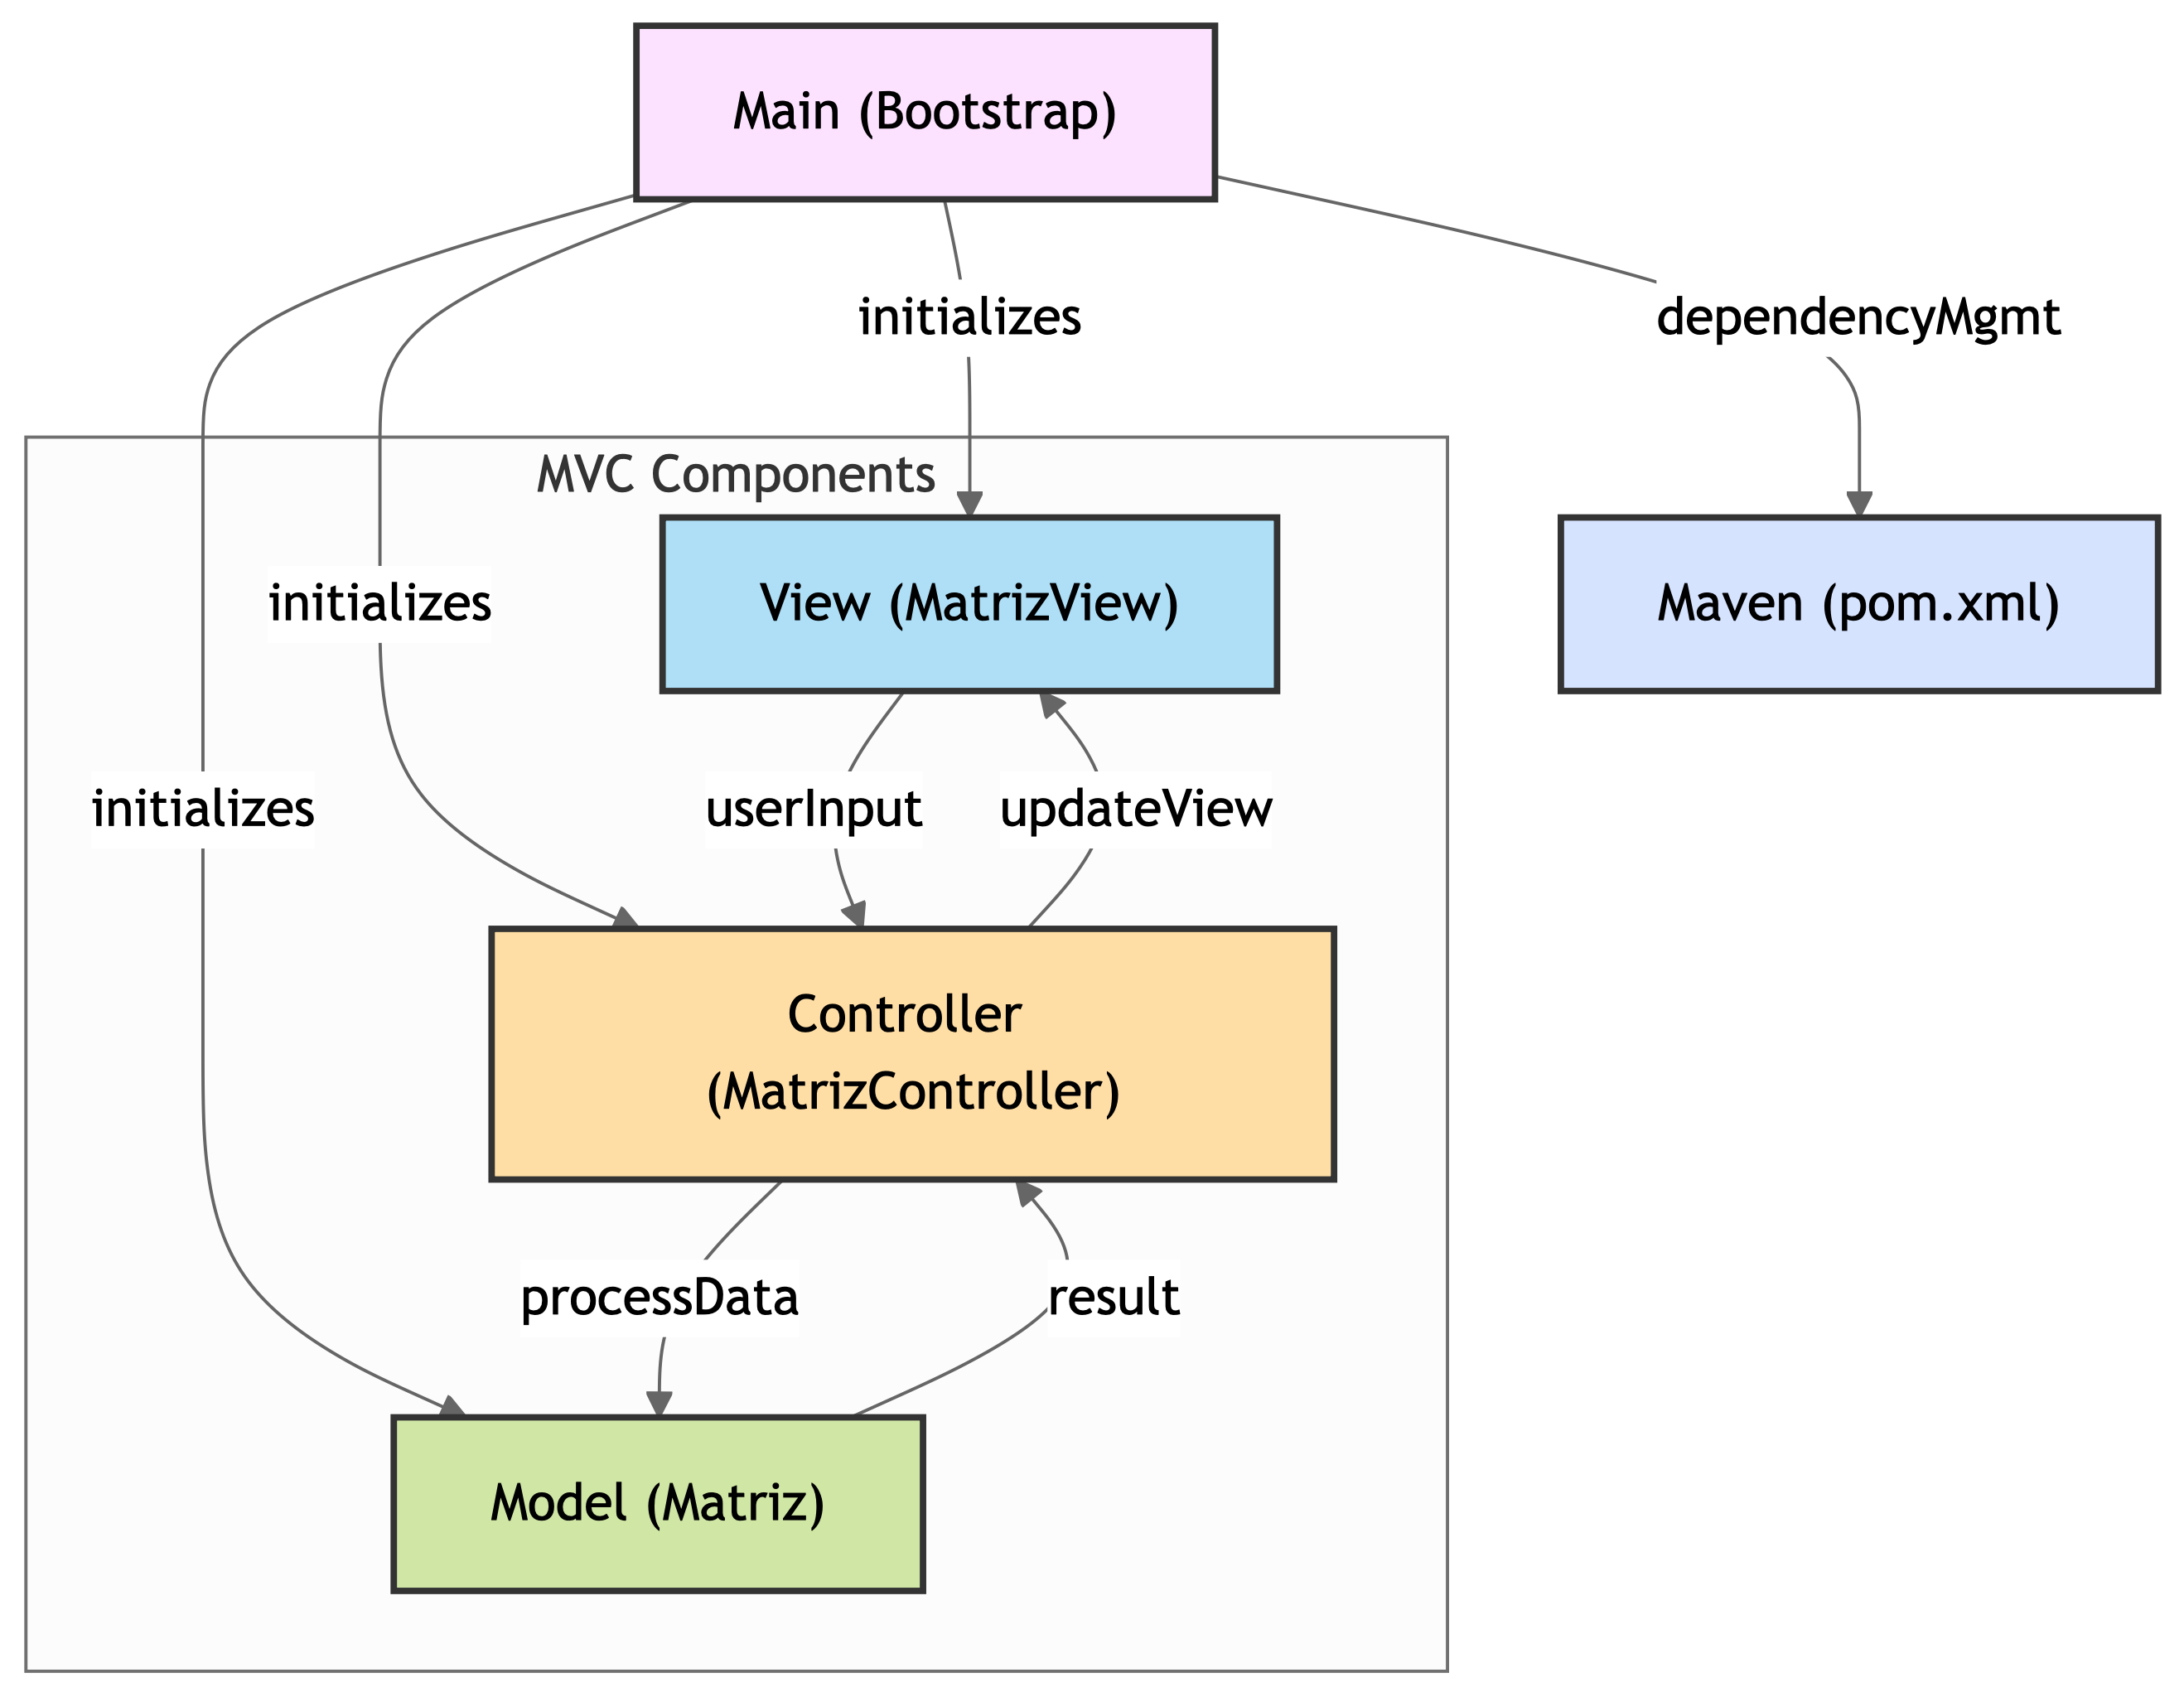 Main (Bootstrap)
initializes
dependencyMgmt
MVC Components
initializes
View (MatrizView)
Maven (pom.xml)
initializes
userInput
updateView
Controller
(MatrizController)
processData
result
Model (Matriz)